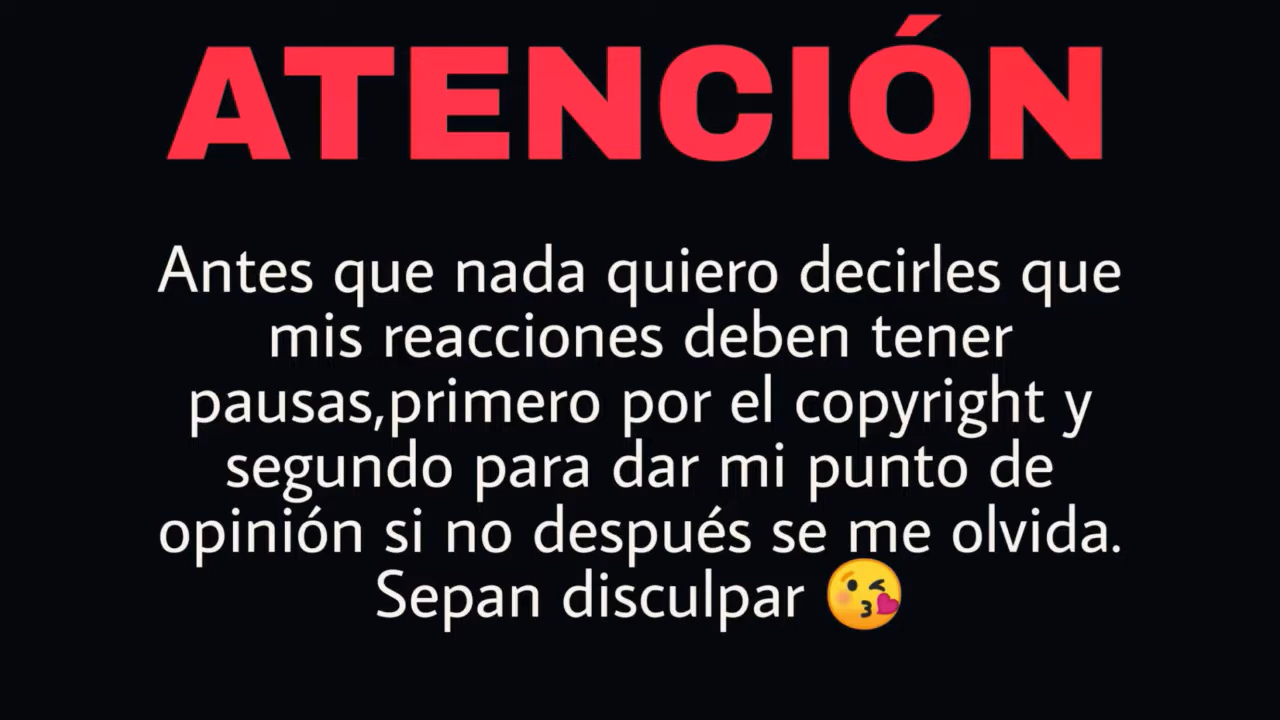 ATENCIÓN
Antes que nada quiero decirles que
mis reacciones deben tener
pausas,primero por el copyright y
segundo para dar mi punto de
opinión si no después se me olvida.
Sepan disculpar 😘